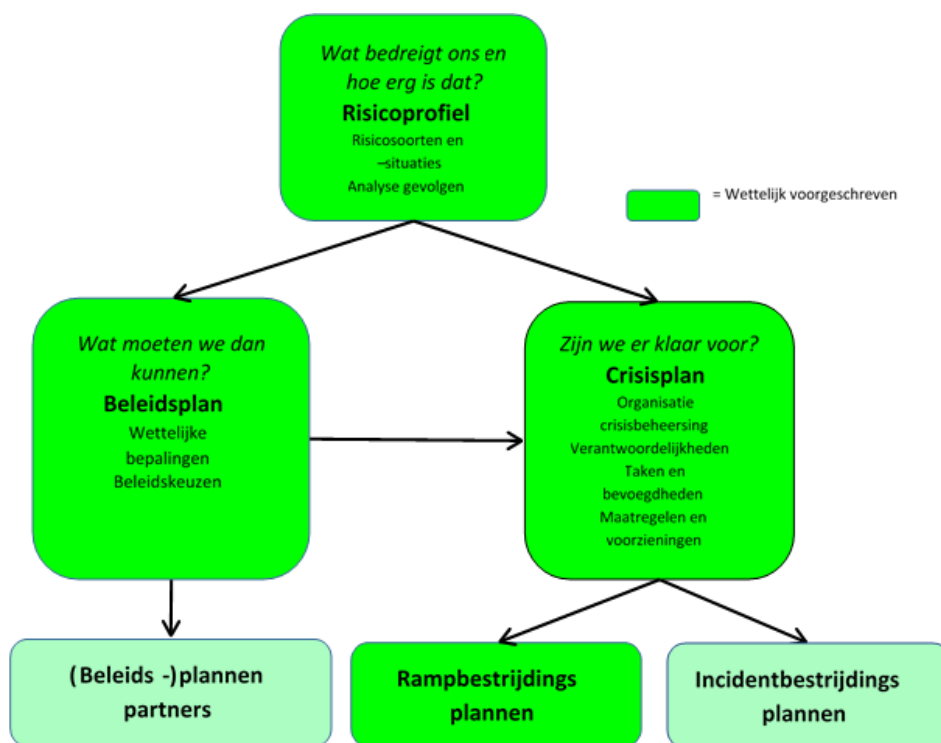 Wat bedreigt ons en
hoe erg is dat?
Risicoprofiel
Risicosoorten en
–situaties
Analyse gevolgen
= Wettelijk voorgeschreven
Wat moeten we dan
kunnen?
Beleidsplan
Wettelijke
bepalingen
Beleidskeuzen
Zijn we er klaar voor?
Crisisplan
Organisatie
crisisbeheersing
Verantwoordelijkheden
Taken en
bevoegdheden
Maatregelen en
voorzieningen
(Beleids -)plannen
partners
Rampbestrijdings
plannen
Incidentbestrijdings
plannen